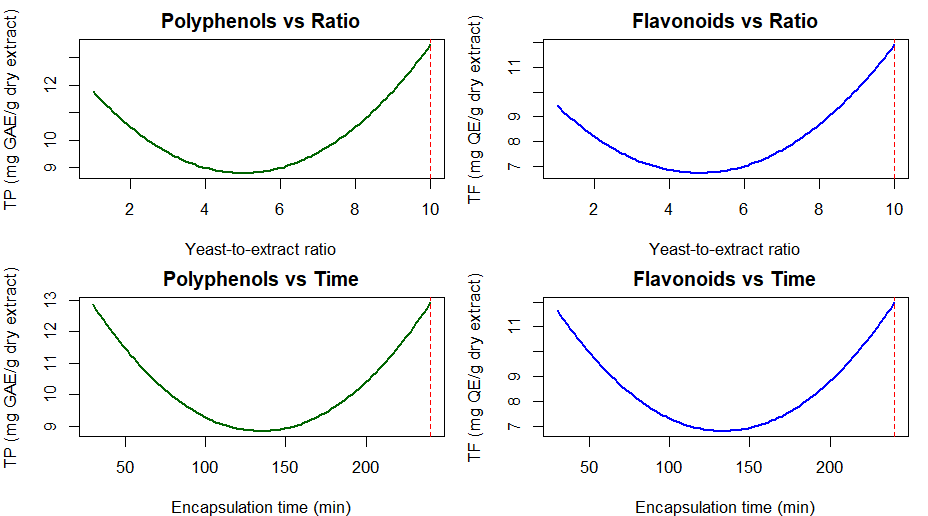 Polyphenols vs Ratio
TP (mg GAE/g dry extract)
12
10
9
2 4 6 8 10
Yeast-to-extract ratio
Flavonoids vs Ratio
TF (mg QE/g dry extract)
11
9
8
7
2 4 6 8 10
Yeast-to-extract ratio
Polyphenols vs Time
TP (mg GAE/g dry extract)
13
12
11
10
9
50 100 150 200
Encapsulation time (min)
Flavonoids vs Time
TF (mg QE/g dry extract)
11
9
8
7
50 100 150 200
Encapsulation time (min)